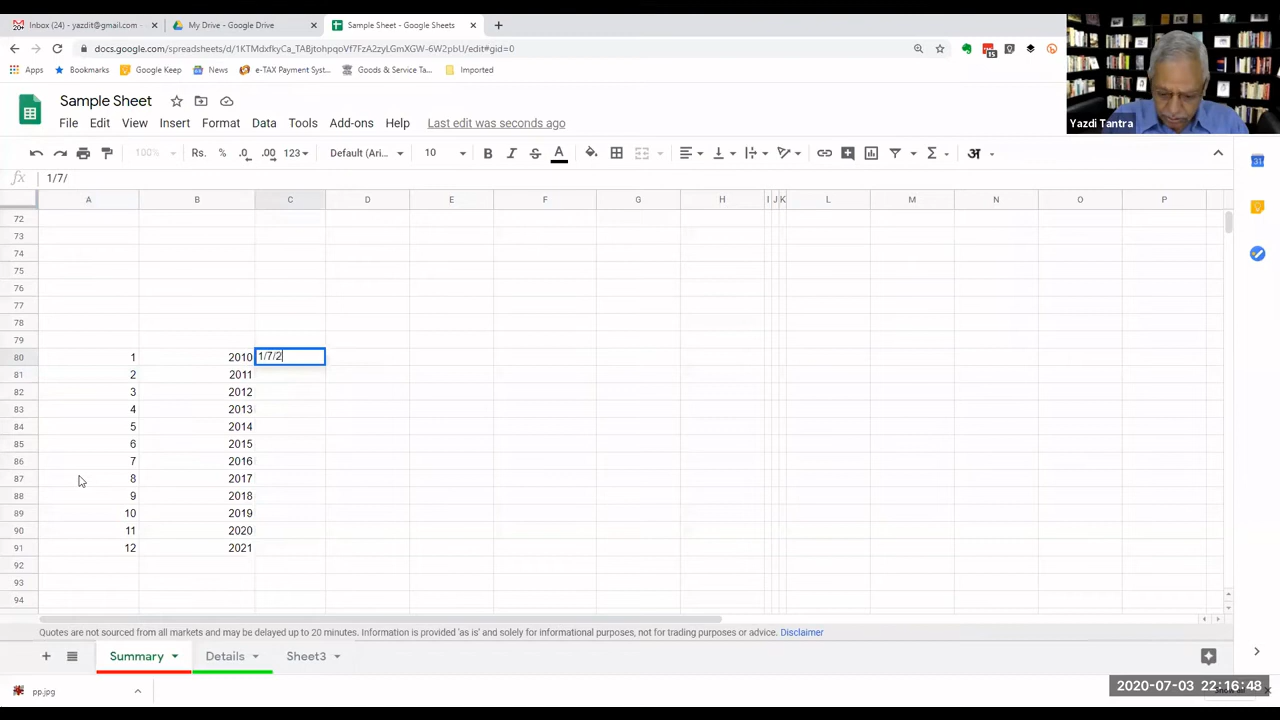 Inbox (24) - yazdit@gmail.com - My Drive - Google Drive Sample Sheet - Google Sheets
docs.google.com/spreadsheets/d/1KTMdxfkyCa_TABjtohpqoVf7FzA2zyLGmXGW-6W2pbU/edit#gid=0
Apps Bookmarks Google Keep News e-TAX Payment Syst... Goods & Service Ta... Imported
15
Yazdi Tantra
Sample Sheet
File Edit View Insert Format Data Tools Add-ons Help Last edit was seconds ago
100% Rs. % .0 .00 123 Default (Ari... 10 B I S A Σ अ
fx 1/7/
A B C D E F G H I J K L M N O P
72
73
74
75
76
77
78
79
80 1 2010 1/7/2
81 2 2011
82 3 2012
83 4 2013
84 5 2014
85 6 2015
86 7 2016
87 8 2017
88 9 2018
89 10 2019
90 11 2020
91 12 2021
92
93
94
Quotes are not sourced from all markets and may be delayed up to 20 minutes. Information is provided 'as is' and solely for informational purposes, not for trading purposes or advice. Disclaimer
Summary Details Sheet3
pp.jpg
2020-07-03 22:16:48